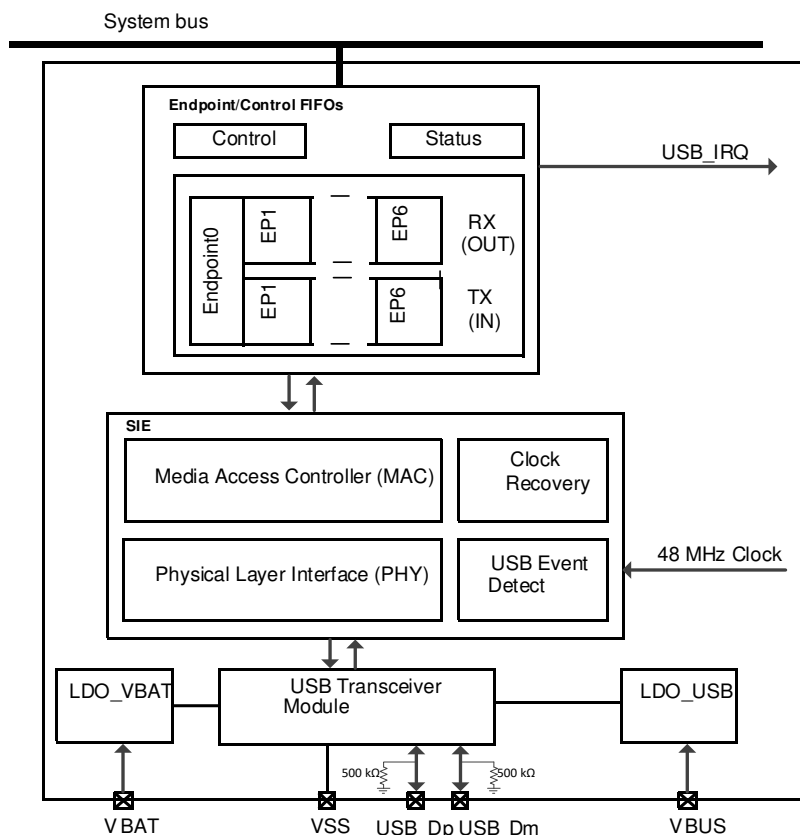 System bus
Endpoint/Control FIFOs
Control
Status
USB_IRQ
Endpoint0
EP1
EP6
RX
(OUT)
EP1
EP6
TX
(IN)
SIE
Media Access Controller (MAC)
Clock
Recovery
Physical Layer Interface (PHY)
USB Event
Detect
48 MHz Clock
LDO_VBAT
USB Transceiver
Module
LDO_USB
500 kΩ
500 kΩ
VBAT
VSS
USB_Dp
USB_Dm
VBUS